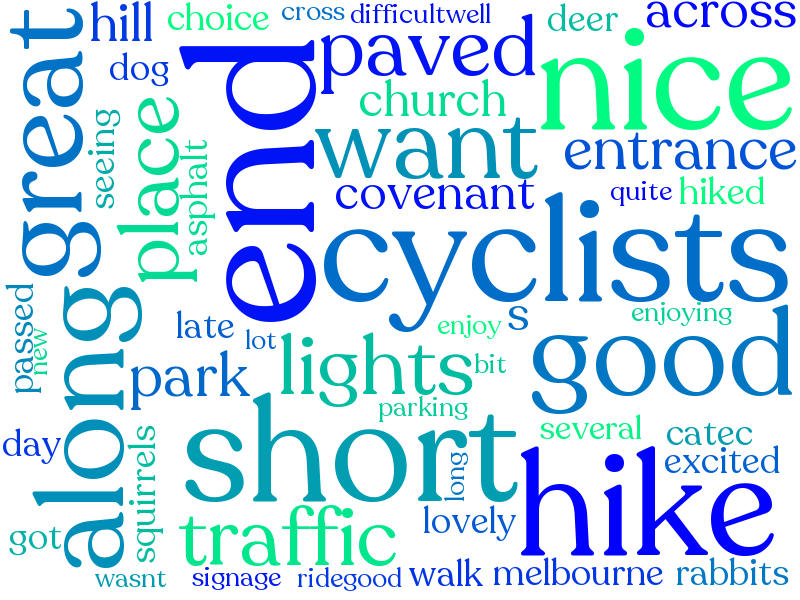 great
hill
choice
cross
difficultwell
deer
across
dog
paved
nice
end
church
place
seeing
asphalt
want
entrance
covenant
quite
hiked
cyclists
s
along
passed
new
late
lot
enjoy
enjoying
park
lights
bit
good
parking
short
several
catec
day
squirrels
long
excited
hike
got
traffic
lovely
wasnt
signage
ridegood
walk
melbourne
rabbits